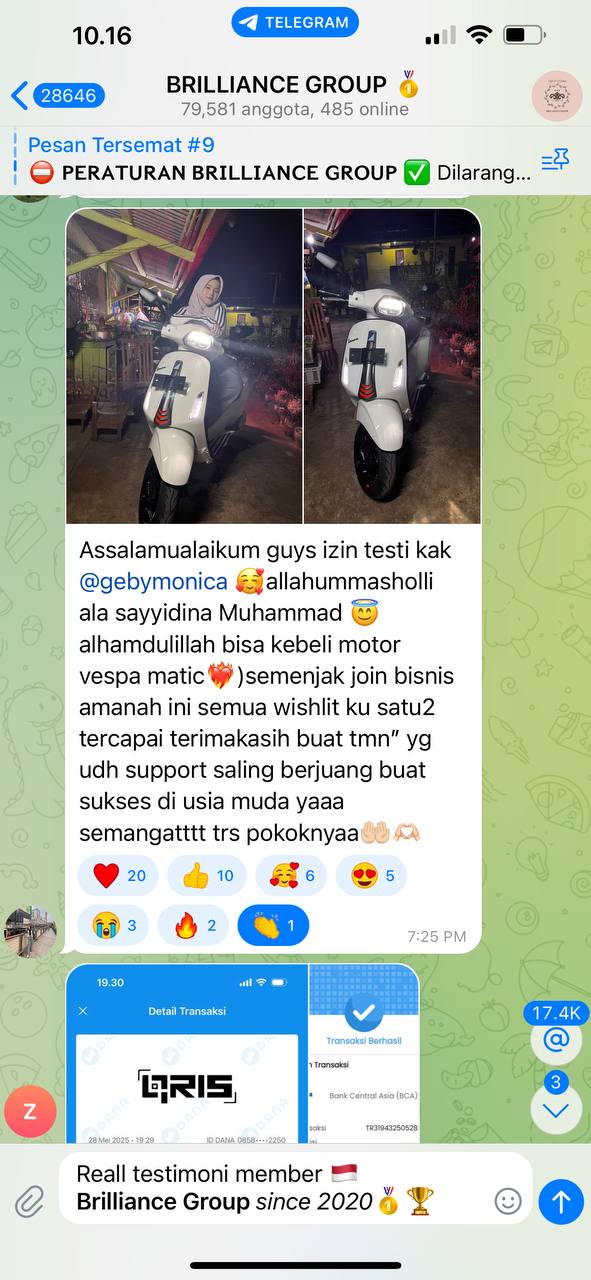 10.16
TELEGRAM
28646
BRILLIANCE GROUP 🏅
79,581 anggota, 485 online
Pesan Tersemat #9
⛔ PERATURAN BRILLIANCE GROUP ✅ Dilarang...
Assalamualaikum guys izin testi kak
@gebymonica 🥰allahummasholli
ala sayyidina Muhammad 😇
alhamdulillah bisa kebeli motor
vespa matic❤️‍🔥)semenjak join bisnis
amanah ini semua wishlit ku satu2
tercapai terimakasih buat tmn” yg
udh support saling berjuang buat
sukses di usia muda yaaa
semangatttt trs pokoknyaa🤲🏻🫶🏻
❤️ 20 👍 10 🥰 6 😍 5
😭 3 🔥 2 👏 1
7:25 PM
19.30
Detail Transaksi
QRIS
28 Mei 2025 • 19:29 ID DANA 0858••••2250
Transaksi Berhasil
Transaksi
Bank Central Asia (BCA)
saksi TR31943250528
17.4K
@
3
Z
Reall testimoni member 🇮🇩
Brilliance Group since 2020🏅🏆